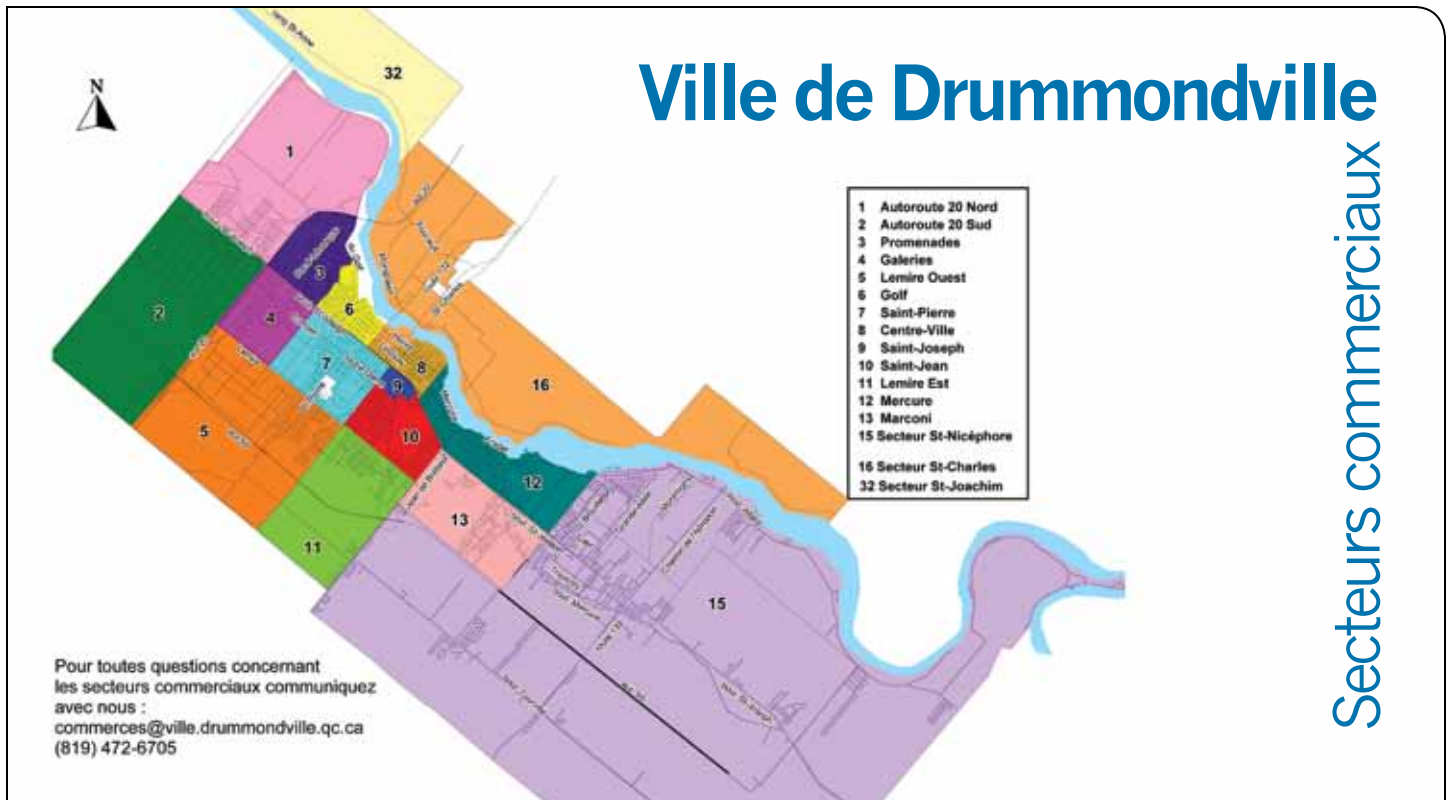 Ville de Drummondville
Secteurs commerciaux
N
32
1
2
3
4
5
6
7
8
9
10
11
12
13
15
16
1 Autoroute 20 Nord
2 Autoroute 20 Sud
3 Promenades
4 Galeries
5 Lemire Ouest
6 Golf
7 Saint-Pierre
8 Centre-Ville
9 Saint-Joseph
10 Saint-Jean
11 Lemire Est
12 Mercure
13 Marconi
15 Secteur St-Nicéphore
16 Secteur St-Charles
32 Secteur St-Joachim
Pour toutes questions concernant
les secteurs commerciaux communiquez
avec nous :
commerces@ville.drummondville.qc.ca
(819) 472-6705